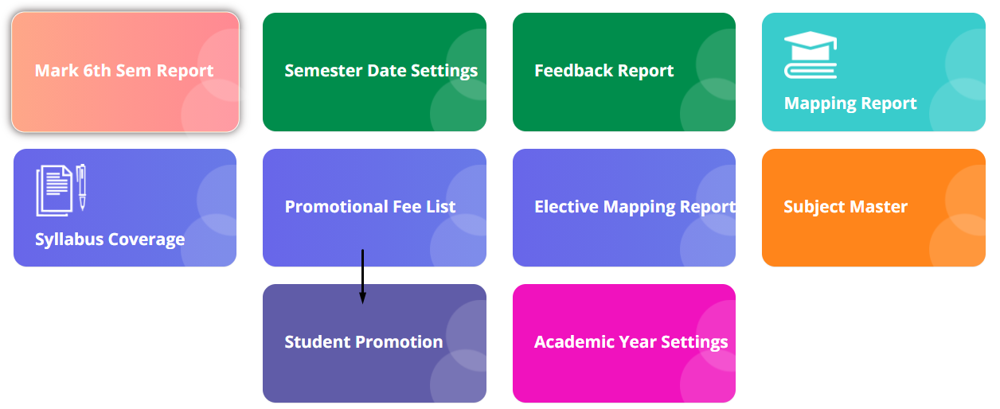 Mark 6th Sem Report
Semester Date Settings
Feedback Report
Mapping Report
Syllabus Coverage
Promotional Fee List
Elective Mapping Report
Subject Master
Student Promotion
Academic Year Settings